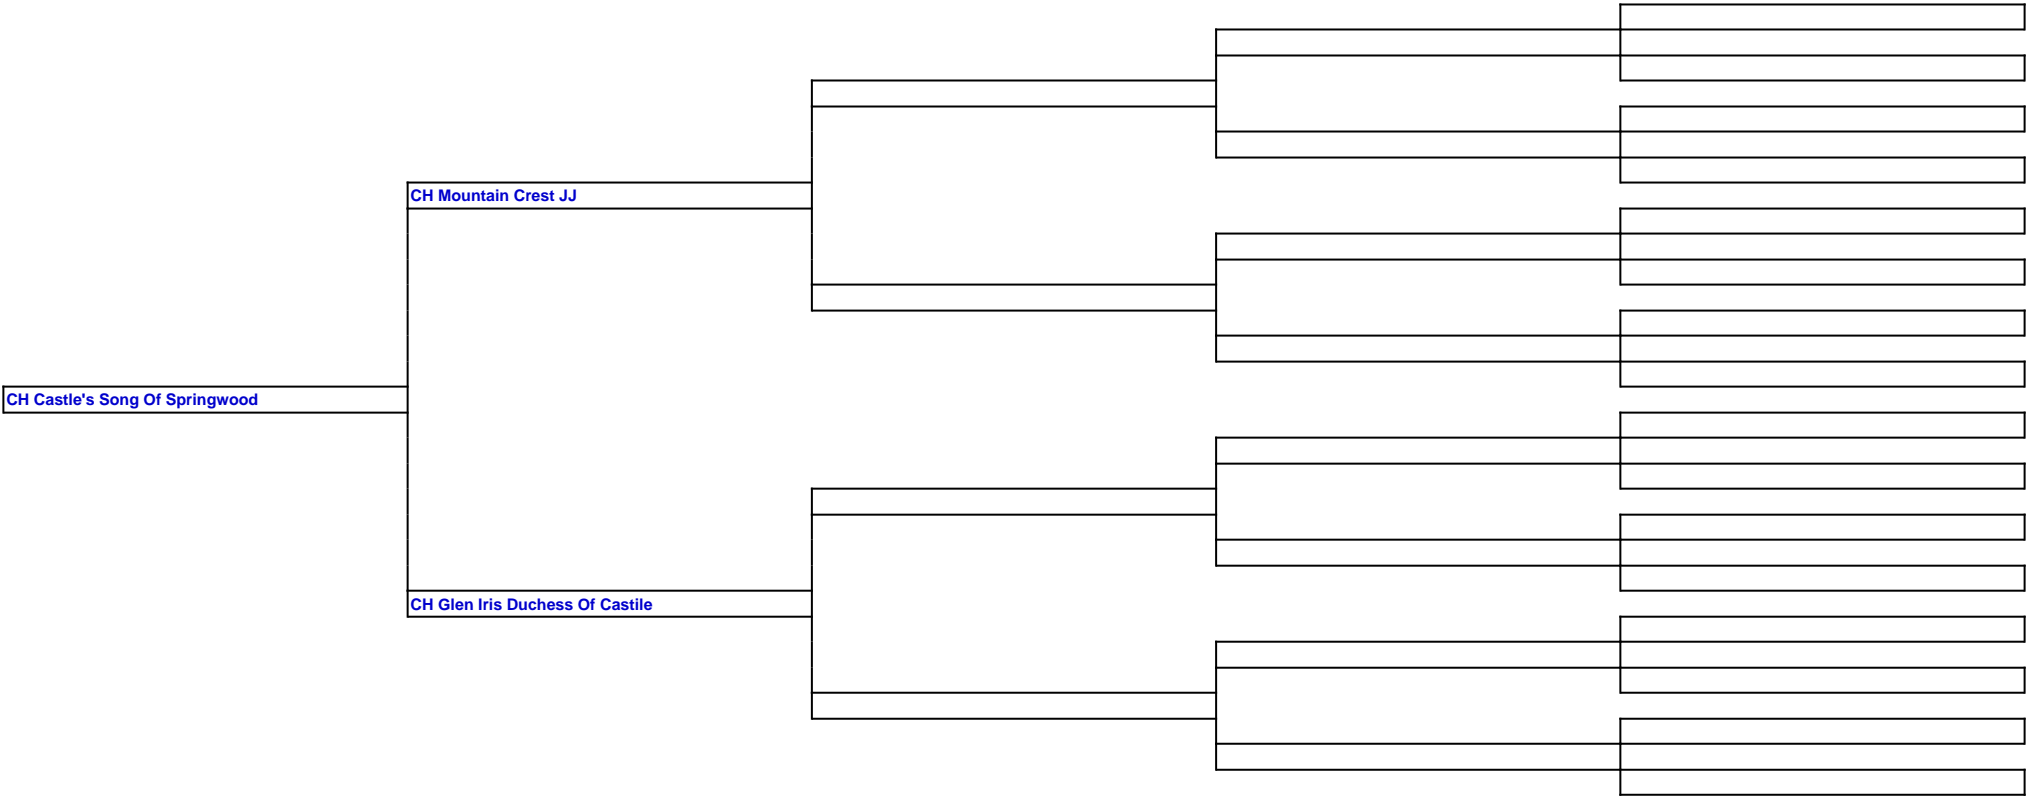 CH Mountain Crest JJ
CH Castle's Song Of Springwood
CH Glen Iris Duchess Of Castile